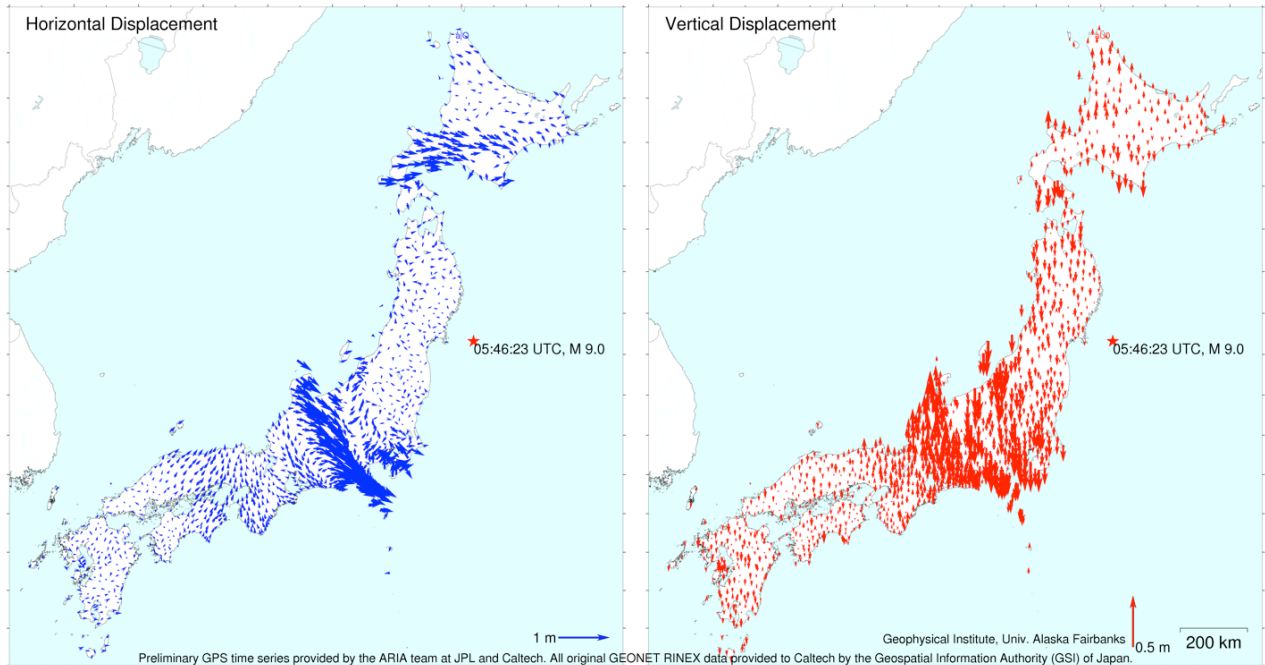 Horizontal Displacement
05:46:23 UTC, M 9.0
1 m
Vertical Displacement
05:46:23 UTC, M 9.0
Geophysical Institute, Univ. Alaska Fairbanks
0.5 m
200 km
Preliminary GPS time series provided by the ARIA team at JPL and Caltech. All original GEONET RINEX data provided to Caltech by the Geospatial Information Authority (GSI) of Japan.